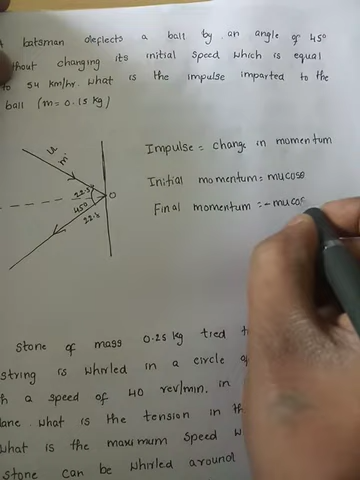 batsman deflects a ball by an angle of 45°
without changing its initial speed which is equal
to 54 km/hr. what is the impulse imparted to the
ball (m=0.15 kg)
u
m
22.5
45°
22.5
O
Impulse = change in momentum
Initial momentum = mucosθ
Final momentum = -mucos
stone of mass 0.25 kg tied
string is whirled in a circle of
a speed of 40 rev/min. in
what is the tension in
what is the maximum speed
stone can be whirled around